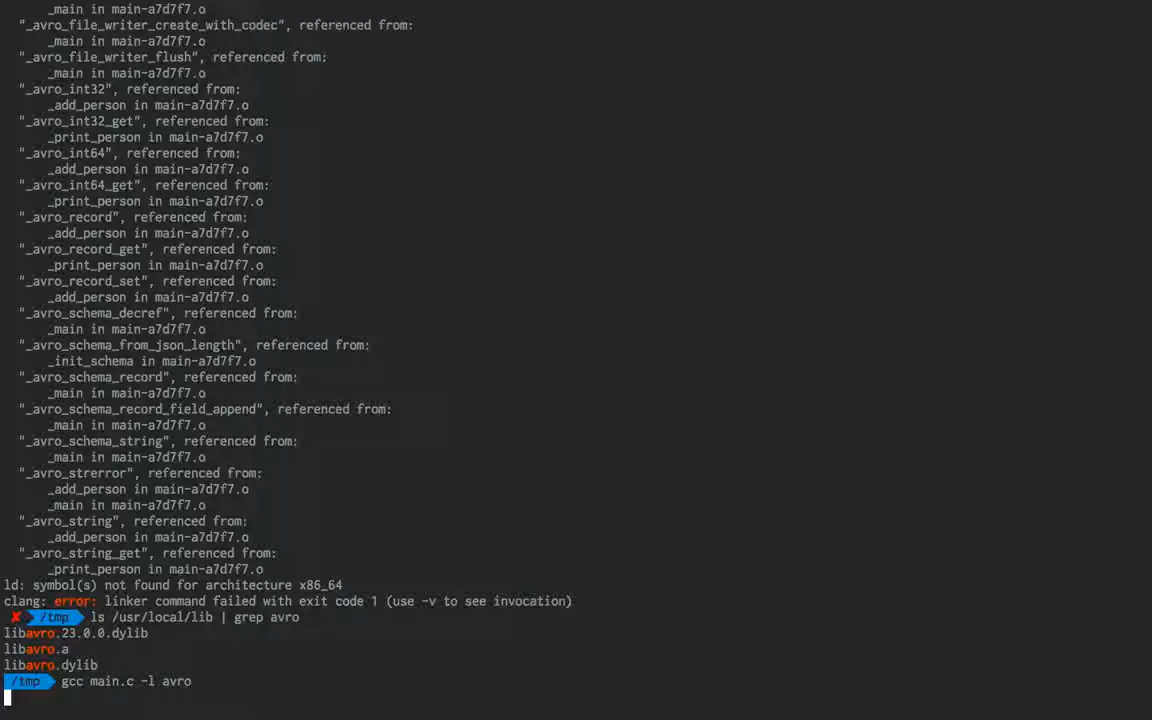 _main in main-a7d7f7.o
"_avro_file_writer_create_with_codec", referenced from:
_main in main-a7d7f7.o
"_avro_file_writer_flush", referenced from:
_main in main-a7d7f7.o
"_avro_int32", referenced from:
_add_person in main-a7d7f7.o
"_avro_int32_get", referenced from:
_print_person in main-a7d7f7.o
"_avro_int64", referenced from:
_add_person in main-a7d7f7.o
"_avro_int64_get", referenced from:
_print_person in main-a7d7f7.o
"_avro_record", referenced from:
_add_person in main-a7d7f7.o
"_avro_record_get", referenced from:
_print_person in main-a7d7f7.o
"_avro_record_set", referenced from:
_add_person in main-a7d7f7.o
"_avro_schema_decref", referenced from:
_main in main-a7d7f7.o
"_avro_schema_from_json_length", referenced from:
_init_schema in main-a7d7f7.o
"_avro_schema_record", referenced from:
_main in main-a7d7f7.o
"_avro_schema_record_field_append", referenced from:
_main in main-a7d7f7.o
"_avro_schema_string", referenced from:
_main in main-a7d7f7.o
"_avro_strerror", referenced from:
_add_person in main-a7d7f7.o
_main in main-a7d7f7.o
"_avro_string", referenced from:
_add_person in main-a7d7f7.o
"_avro_string_get", referenced from:
_print_person in main-a7d7f7.o
ld: symbol(s) not found for architecture x86_64
clang: error: linker command failed with exit code 1 (use -v to see invocation)
✘ /tmp ls /usr/local/lib | grep avro
libavro.23.0.0.dylib
libavro.a
libavro.dylib
/tmp gcc main.c -l avro